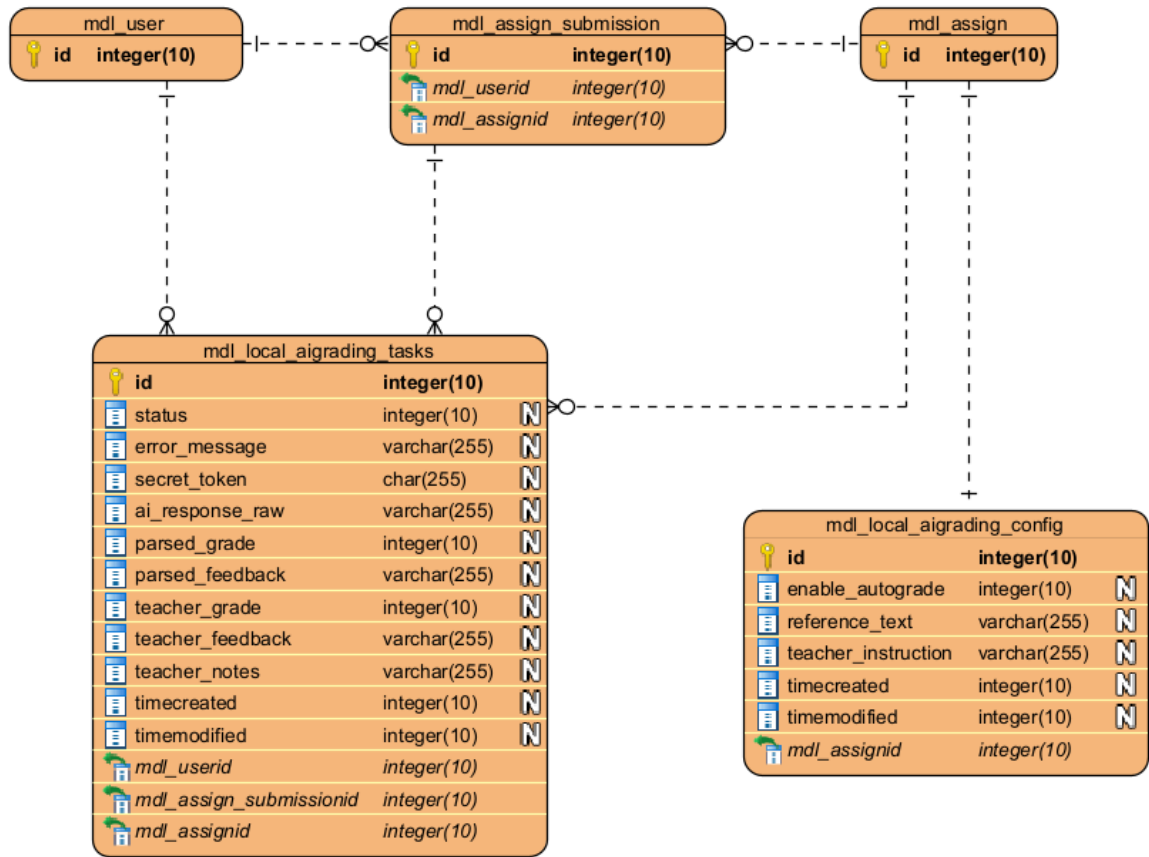 mdl_user
id integer(10)
mdl_assign_submission
id integer(10)
mdl_userid integer(10)
mdl_assignid integer(10)
mdl_assign
id integer(10)
mdl_local_aigrading_tasks
id integer(10)
status integer(10) N
error_message varchar(255) N
secret_token char(255) N
ai_response_raw varchar(255) N
parsed_grade integer(10) N
parsed_feedback varchar(255) N
teacher_grade integer(10) N
teacher_feedback varchar(255) N
teacher_notes varchar(255) N
timecreated integer(10) N
timemodified integer(10) N
mdl_userid integer(10)
mdl_assign_submissionid integer(10)
mdl_assignid integer(10)
mdl_local_aigrading_config
id integer(10)
enable_autograde integer(10) N
reference_text varchar(255) N
teacher_instruction varchar(255) N
timecreated integer(10) N
timemodified integer(10) N
mdl_assignid integer(10)